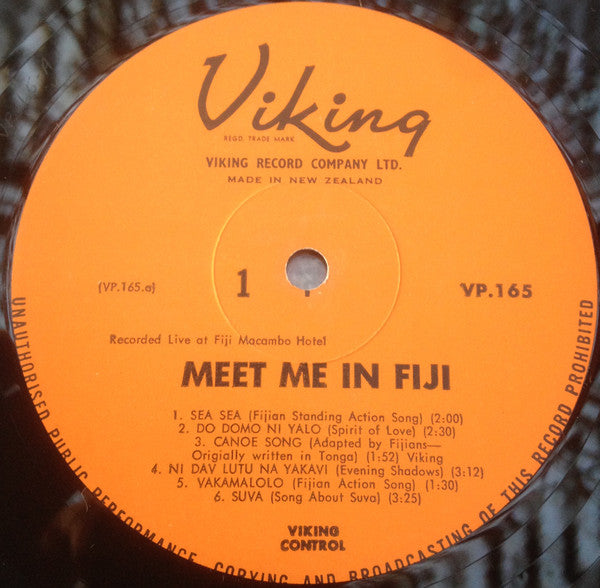 Viking
REGD. TRADE MARK
VIKING RECORD COMPANY LTD.
MADE IN NEW ZEALAND
(VP.165.a)
1
VP.165
Recorded Live at Fiji Macambo Hotel
MEET ME IN FIJI
1. SEA SEA (Fijian Standing Action Song) (2:00)
2. DO DOMO NI YALO (Spirit of Love) (2:30)
3. CANOE SONG (Adapted by Fijians—
Origially written in Tonga) (1:52) Viking
4. NI DAV LUTU NA YAKAVI (Evening Shadows) (3:12)
5. VAKAMALOLO (Fijian Action Song) (1:30)
6. SUVA (Song About Suva) (3:25)
VIKING
CONTROL
UNAUTHORISED PUBLIC PERFORMANCE, COPYING AND BROADCASTING OF THIS RECORD PROHIBITED